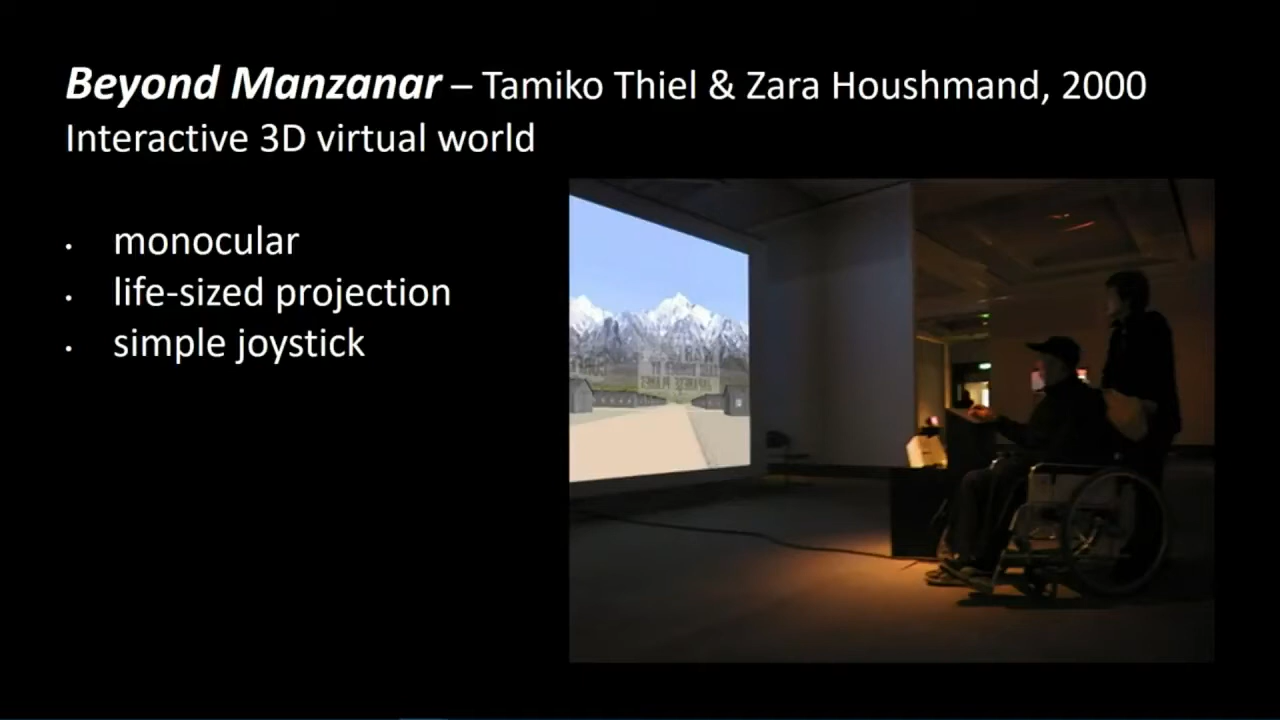 Beyond Manzanar – Tamiko Thiel & Zara Houshmand, 2000
Interactive 3D virtual world
• monocular
• life-sized projection
• simple joystick